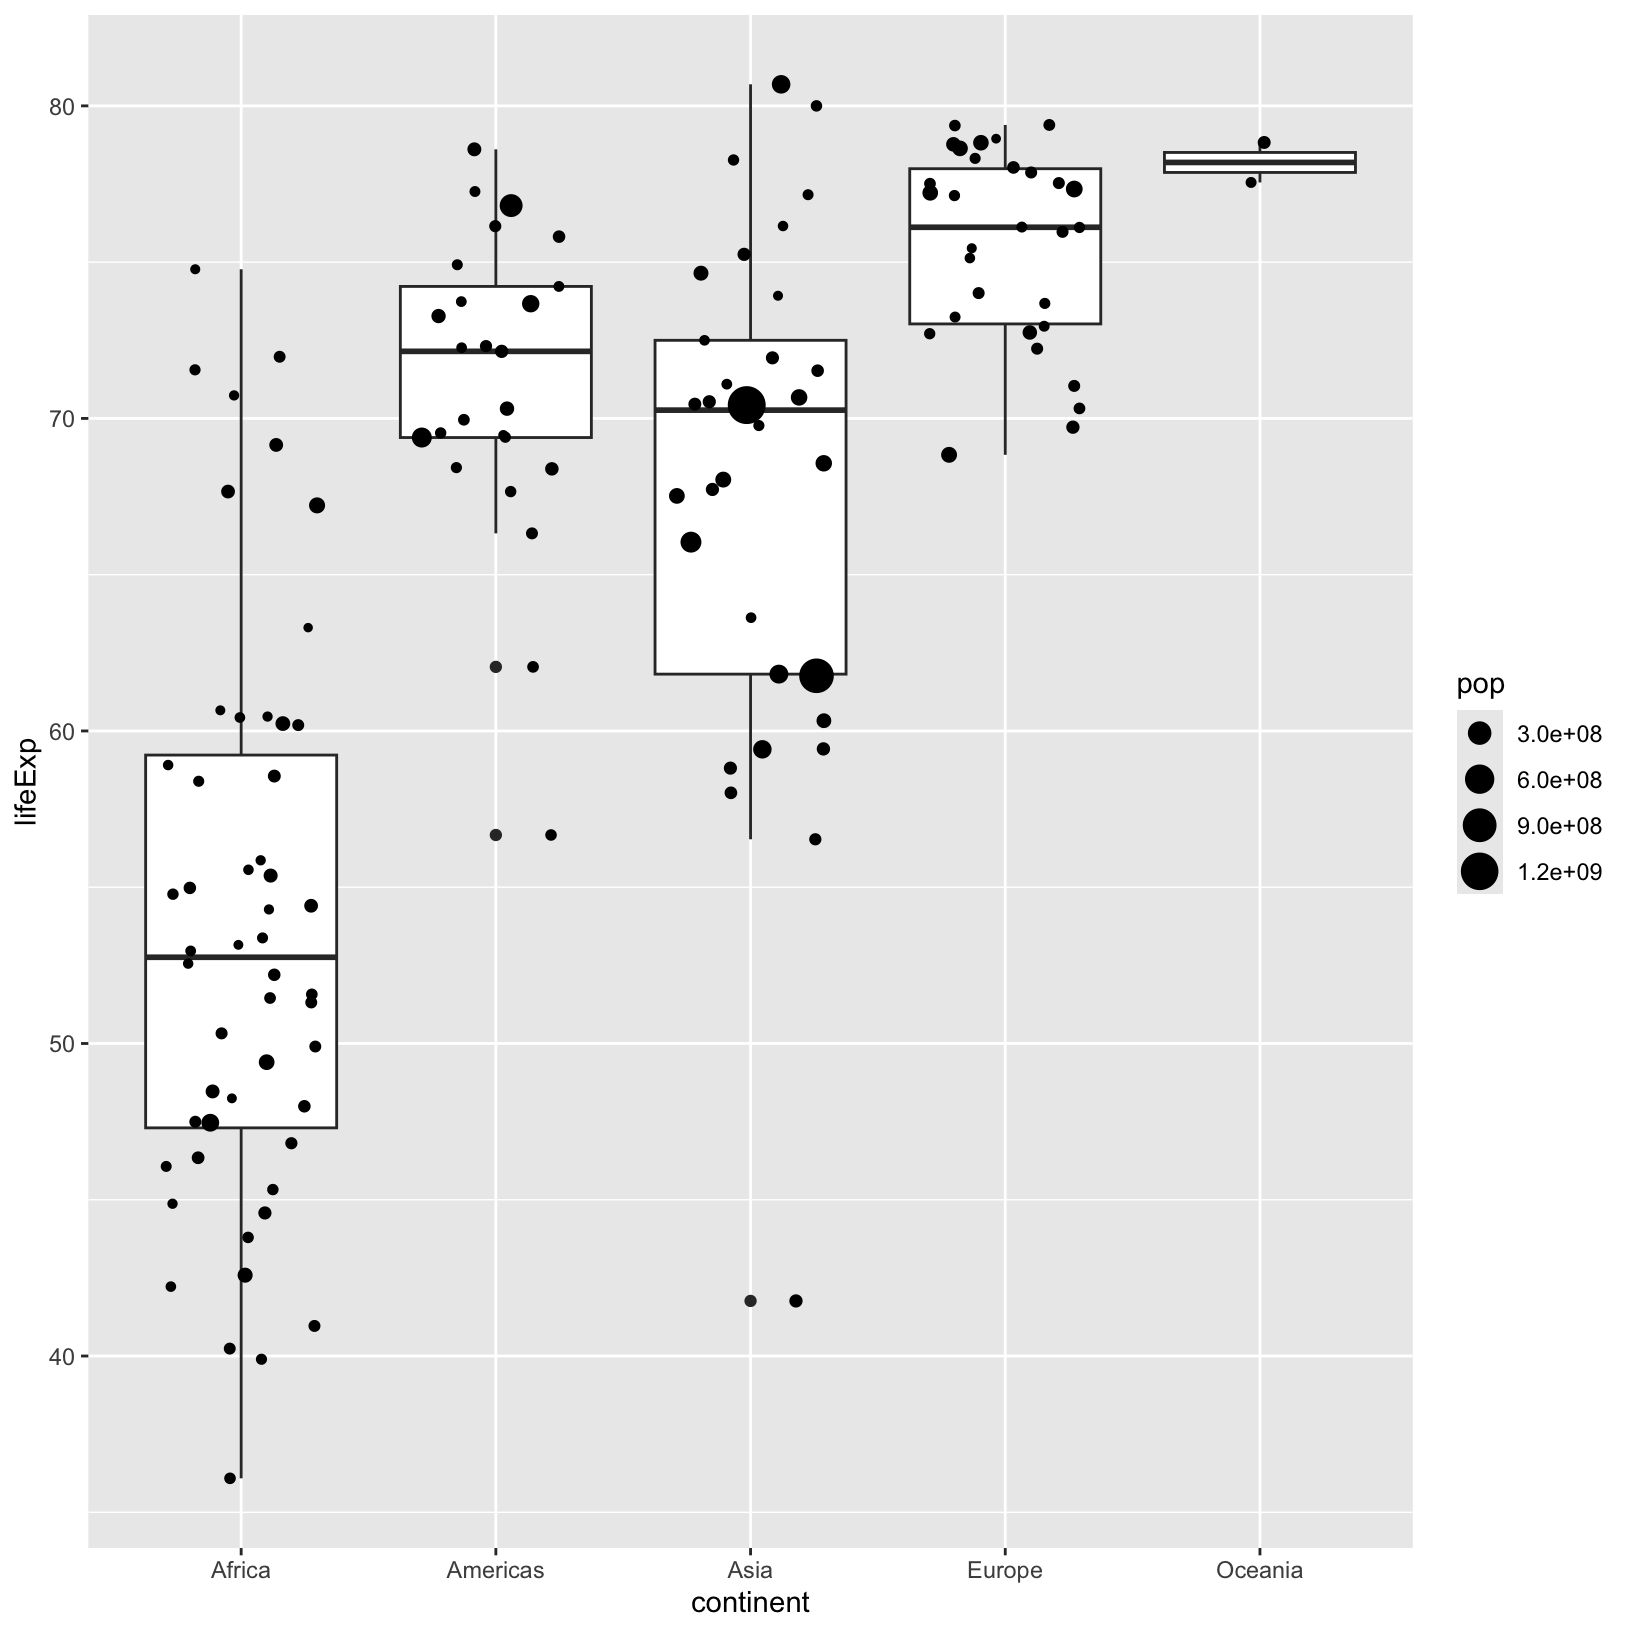 80
70
60
50
40
lifeExp
Africa
Americas
Asia
Europe
Oceania
continent
pop
3.0e+08
6.0e+08
9.0e+08
1.2e+09